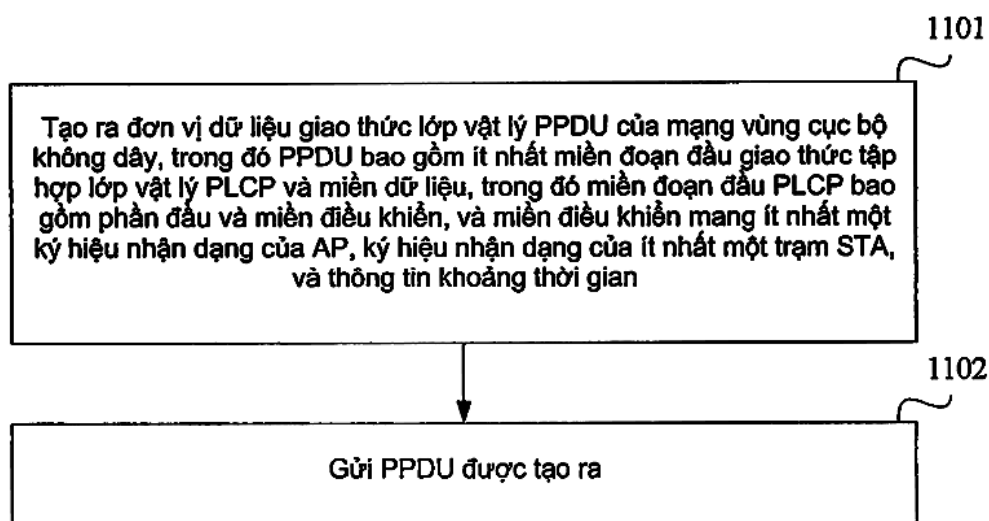 1101
Tạo ra đơn vị dữ liệu giao thức lớp vật lý PPDU của mạng vùng cục bộ
không dây, trong đó PPDU bao gồm ít nhất miền đoạn đầu giao thức tập
hợp lớp vật lý PLCP và miền dữ liệu, trong đó miền đoạn đầu PLCP bao
gồm phần đầu và miền điều khiển, và miền điều khiển mang ít nhất một
ký hiệu nhận dạng của AP, ký hiệu nhận dạng của ít nhất một trạm STA,
và thông tin khoảng thời gian
1102
Gửi PPDU được tạo ra